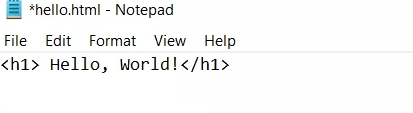 *hello.html - Notepad
File Edit Format View Help
<h1> Hello, World!</h1>